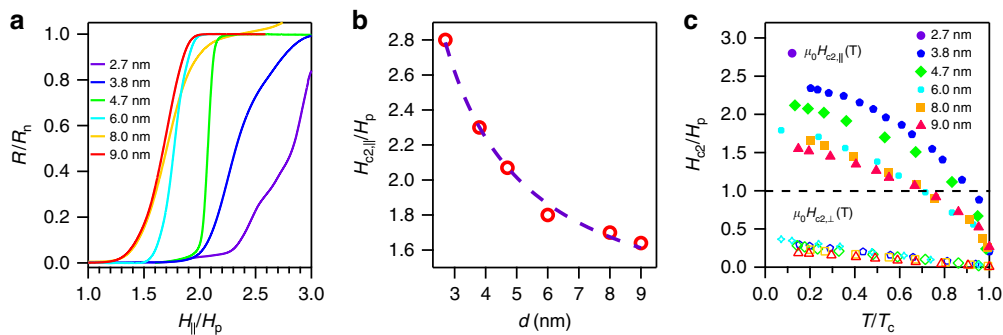 a
R/Rn
1.0
0.8
0.6
0.4
0.2
0.0
2.7 nm
3.8 nm
4.7 nm
6.0 nm
8.0 nm
9.0 nm
1.0 1.5 2.0 2.5 3.0
H||/Hp
b
Hc2,||/Hp
2.8
2.6
2.4
2.2
2.0
1.8
1.6
3 4 5 6 7 8 9
d (nm)
c
Hc2/Hp
3.0
2.5
2.0
1.5
1.0
0.5
0.0
μ0Hc2,||(T)
2.7 nm
3.8 nm
4.7 nm
6.0 nm
8.0 nm
9.0 nm
μ0Hc2,⊥(T)
0.0 0.2 0.4 0.6 0.8 1.0
T/Tc